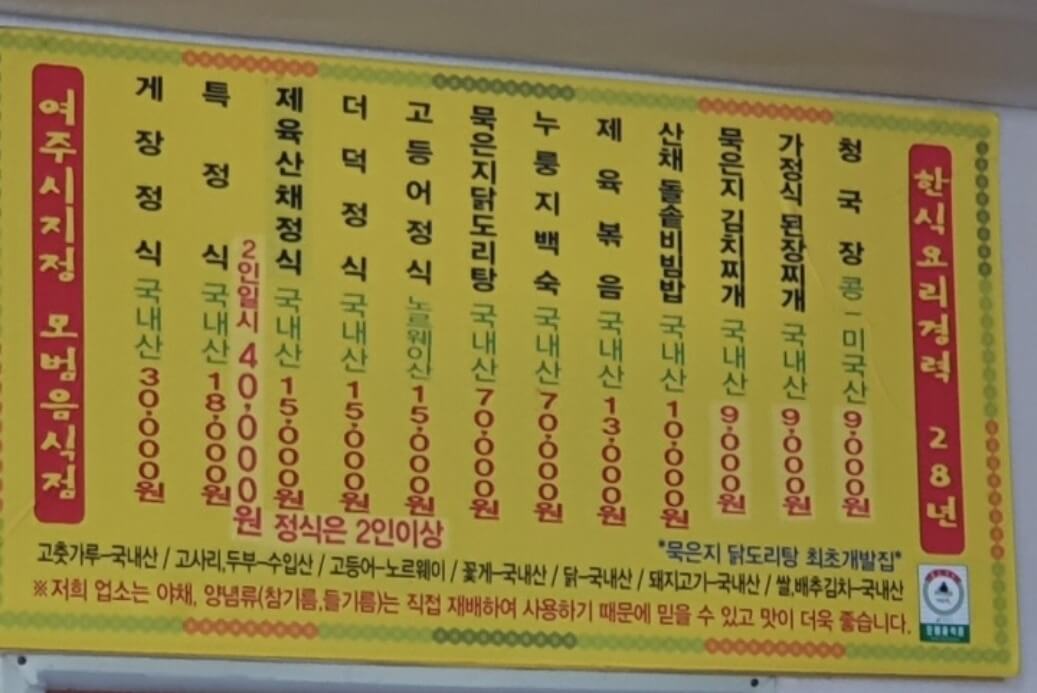 여주시지정 모범음식점
게장정식 국내산 30,000원
특정식 국내산 18,000원
2인일시 40,000원
제육산채정식 국내산 15,000원
더덕정식 국내산 15,000원
고등어정식 노르웨이산 15,000원
묵은지닭도리탕 국내산 70,000원
누룽지백숙 국내산 70,000원
제육볶음 국내산 13,000원
산채 돌솥비빔밥 국내산 10,000원
묵은지 김치찌개 국내산 9,000원
가정식 된장찌개 국내산 9,000원
청국장 콩-미국산 9,000원
한식요리경력 28년
정식은 2인이상
*묵은지 닭도리탕 최초개발집*
고춧가루-국내산 / 고사리,두부-수입산 / 고등어-노르웨이 / 꽃게-국내산 / 닭-국내산 / 돼지고기-국내산 / 쌀,배추김치-국내산
※저희 업소는 야채, 양념류(참기름,들기름)는 직접 재배하여 사용하기 때문에 믿을 수 있고 맛이 더욱 좋습니다.